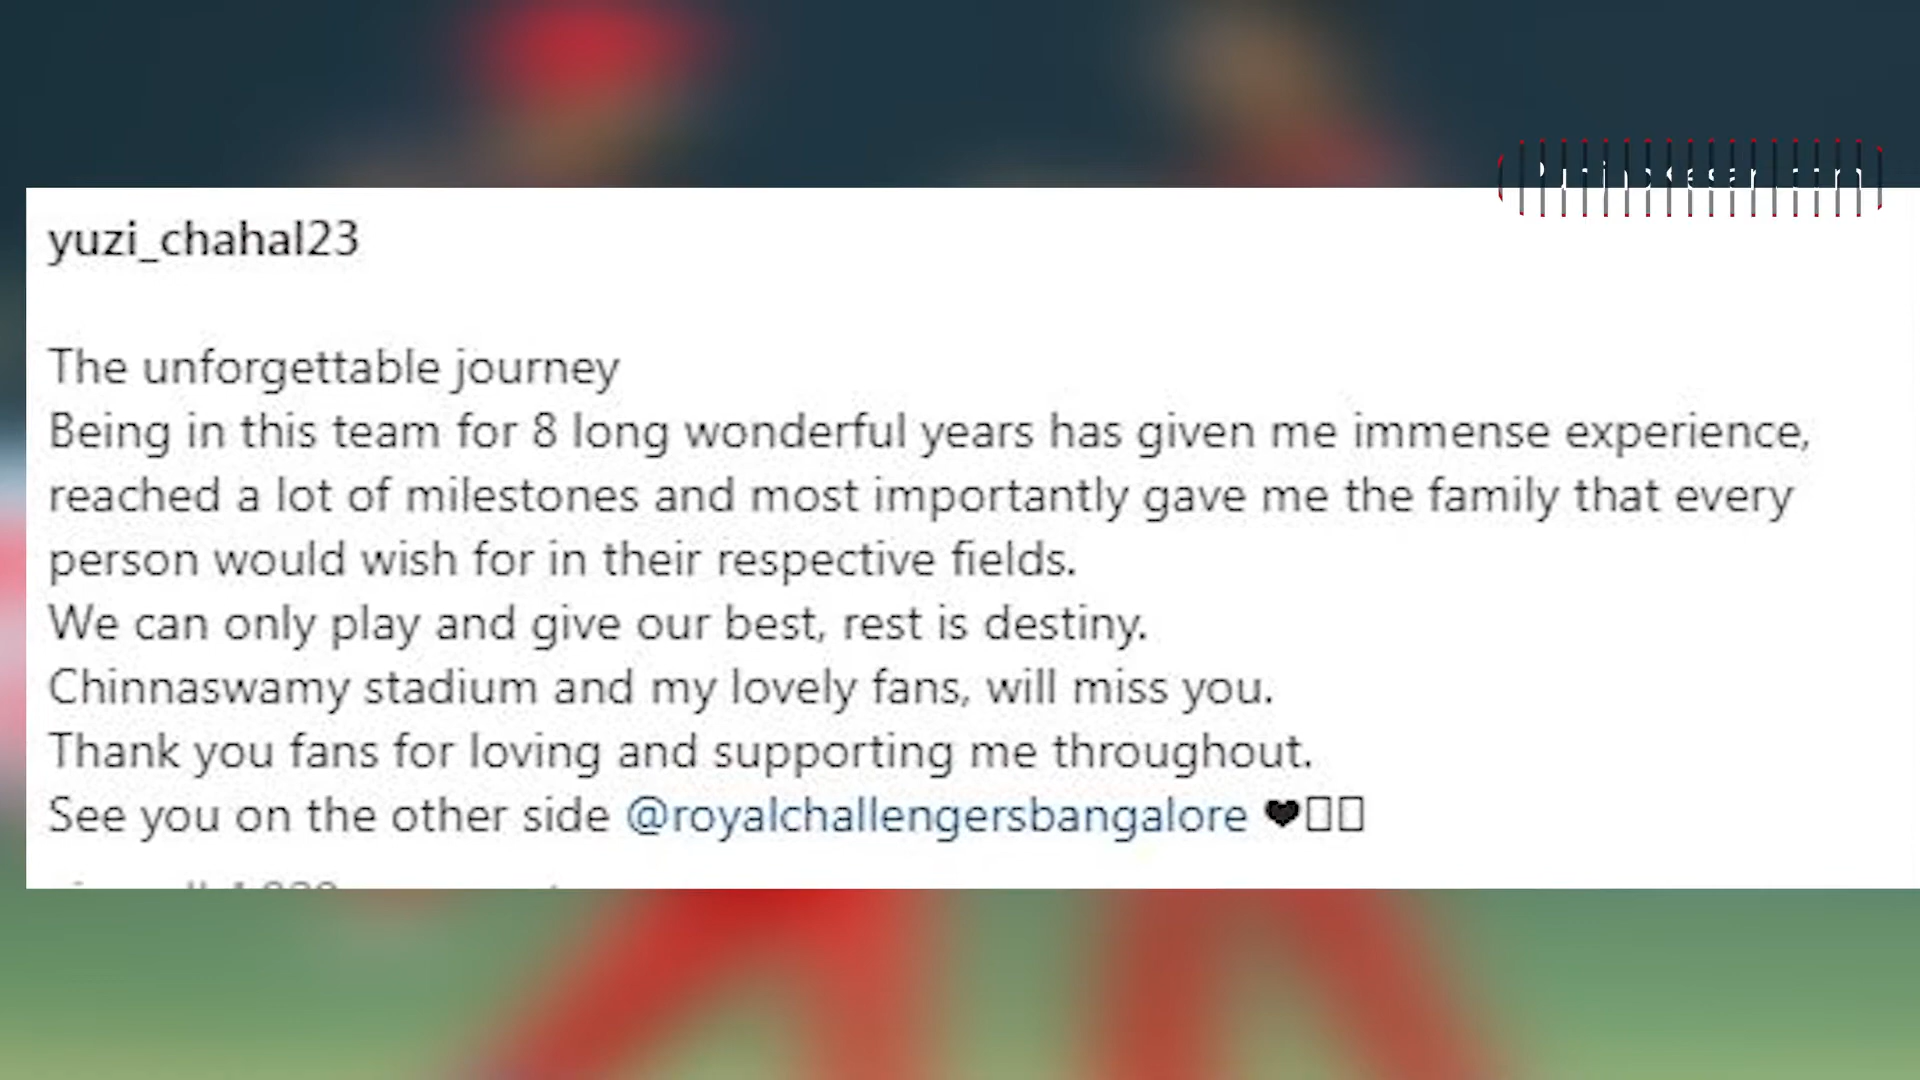 yuzi_chahal23
The unforgettable journey
Being in this team for 8 long wonderful years has given me immense experience,
reached a lot of milestones and most importantly gave me the family that every
person would wish for in their respective fields.
We can only play and give our best, rest is destiny.
Chinnaswamy stadium and my lovely fans, will miss you.
Thank you fans for loving and supporting me throughout.
See you on the other side @royalchallengersbangalore ❤